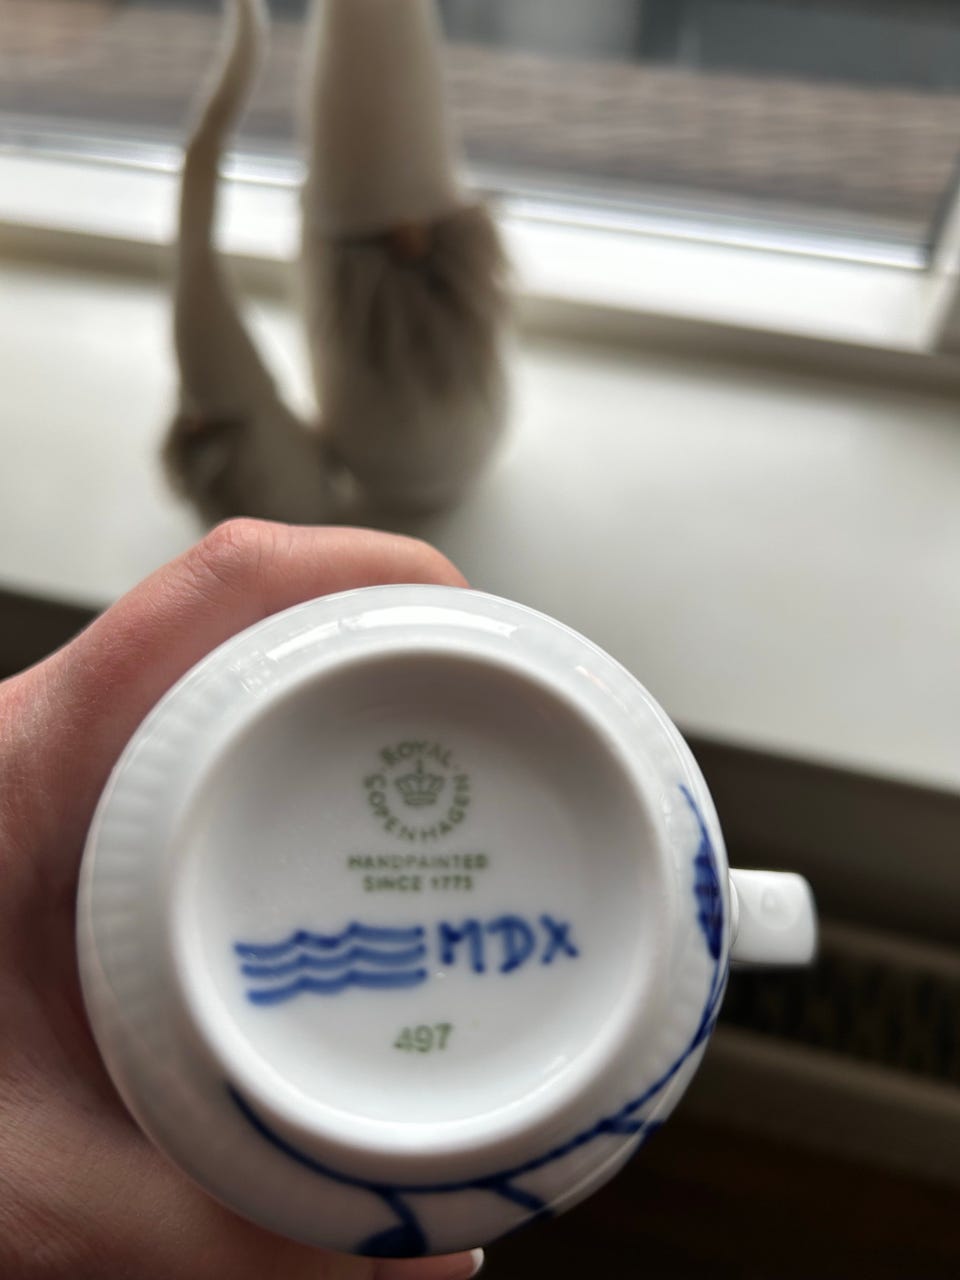 ROYAL COPENHAGEN
HANDPAINTED
SINCE 1775
MDX
497